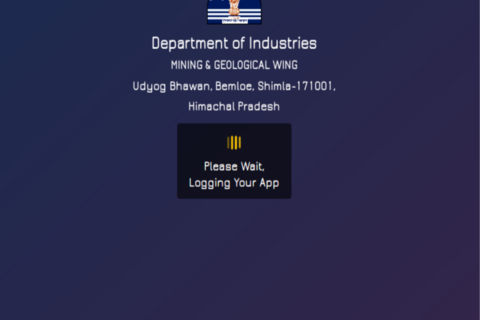 Department of Industries
MINING & GEOLOGICAL WING
Udyog Bhawan, Bemloe, Shimla-171001,
Himachal Pradesh
Please Wait,
Logging Your App